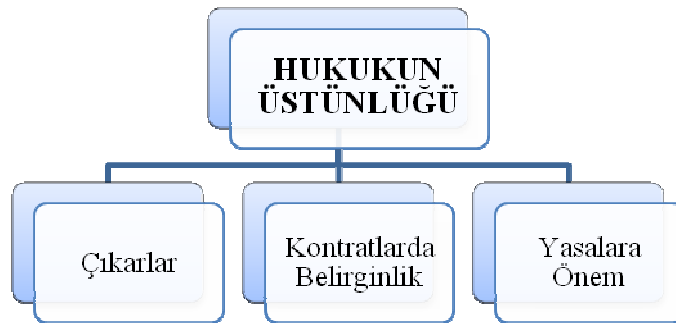 HUKUKUN
ÜSTÜNLÜĞÜ
Çıkarlar
Kontratlarda
Belirginlik
Yasalara
Önem